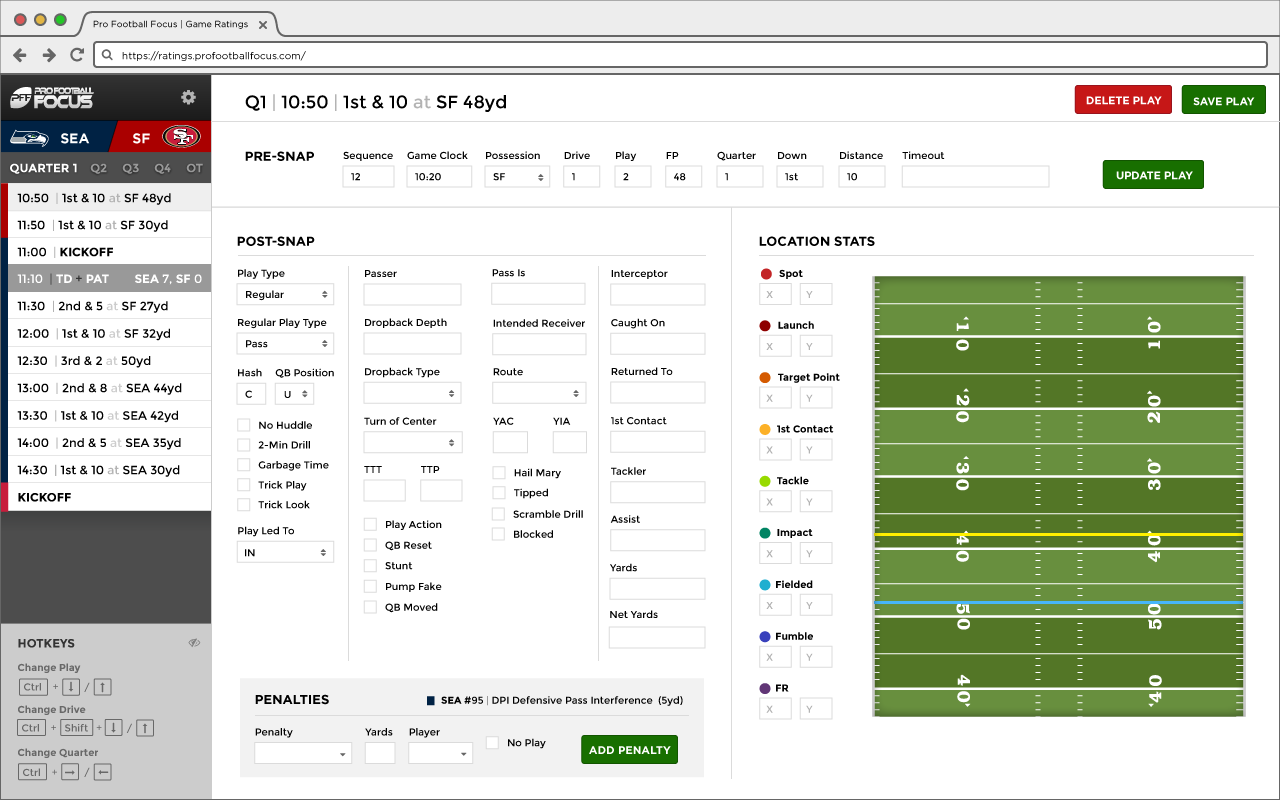 Pro Football Focus | Game Ratings
https://ratings.profootballfocus.com/
PFF PRO FOOTBALL FOCUS
SEA SF
QUARTER 1 Q2 Q3 Q4 OT
10:50 | 1st & 10 at SF 48yd
11:50 | 1st & 10 at SF 30yd
11:00 | KICKOFF
11:10 | TD + PAT SEA 7, SF 0
11:30 | 2nd & 5 at SF 27yd
12:00 | 1st & 10 at SF 32yd
12:30 | 3rd & 2 at 50yd
13:00 | 2nd & 8 at SEA 44yd
13:30 | 1st & 10 at SEA 42yd
14:00 | 2nd & 5 at SEA 35yd
14:30 | 1st & 10 at SEA 30yd
KICKOFF
HOTKEYS
Change Play
Ctrl + ↓ / ↑
Change Drive
Ctrl + Shift + ↓ / ↑
Change Quarter
Ctrl + → / ←
Q1 | 10:50 | 1st & 10 at SF 48yd
DELETE PLAY SAVE PLAY
PRE-SNAP
Sequence Game Clock Possession Drive Play FP Quarter Down Distance Timeout
12 10:20 SF 1 2 48 1 1st 10
UPDATE PLAY
POST-SNAP
Play Type
Regular
Regular Play Type
Pass
Hash QB Position
C U
No Huddle
2-Min Drill
Garbage Time
Trick Play
Trick Look
Play Led To
IN
Passer
Dropback Depth
Dropback Type
Turn of Center
TTT TTP
Play Action
QB Reset
Stunt
Pump Fake
QB Moved
Pass Is
Intended Receiver
Route
YAC YIA
Hail Mary
Tipped
Scramble Drill
Blocked
Interceptor
Caught On
Returned To
1st Contact
Tackler
Assist
Yards
Net Yards
PENALTIES
SEA #95 | DPI Defensive Pass Interference (5yd)
Penalty Yards Player
No Play
ADD PENALTY
LOCATION STATS
Spot
X Y
Launch
X Y
Target Point
X Y
1st Contact
X Y
Tackle
X Y
Impact
X Y
Fielded
X Y
Fumble
X Y
FR
X Y
10 10
20 20
30 30
40 40
50 50
40 40